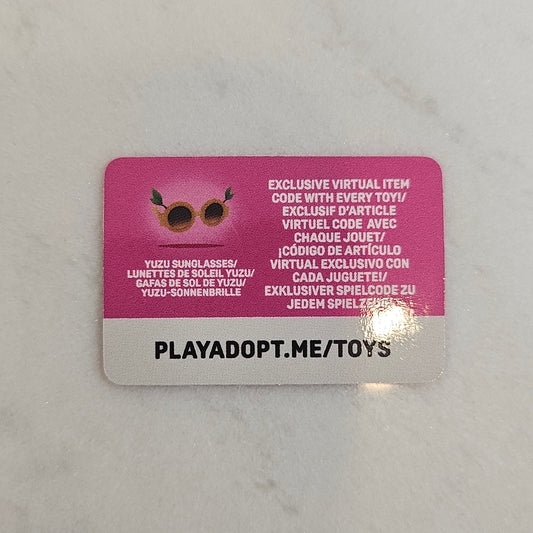 YUZU SUNGLASSES/
LUNETTES DE SOLEIL YUZU/
GAFAS DE SOL DE YUZU/
YUZU-SONNENBRILLE
EXCLUSIVE VIRTUAL ITEM
CODE WITH EVERY TOY!/
EXCLUSIF D'ARTICLE
VIRTUEL CODE AVEC
CHAQUE JOUET/
¡CÓDIGO DE ARTÍCULO
VIRTUAL EXCLUSIVO CON
CADA JUGUETE!/
EXKLUSIVER SPIELCODE ZU
JEDEM SPIELZEUG!
PLAYADOPT.ME/TOYS